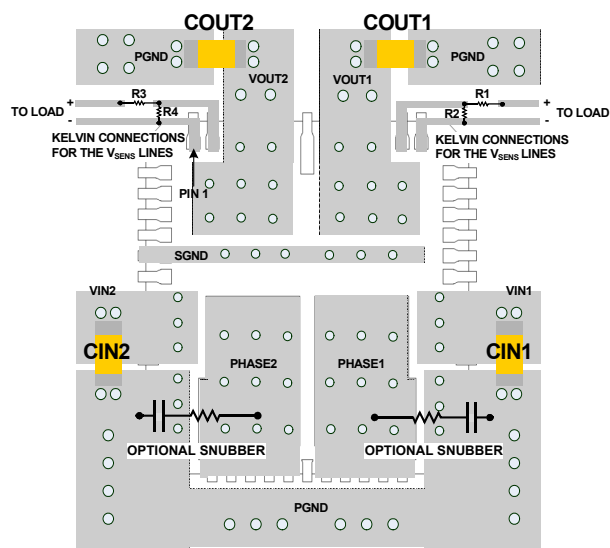 COUT2
COUT1
PGND
PGND
VOUT2
VOUT1
R3
R1
+
+
TO LOAD
R4
R2
TO LOAD
-
-
KELVIN CONNECTIONS
FOR THE VSENS LINES
KELVIN CONNECTIONS
FOR THE VSENS LINES
PIN 1
SGND
VIN2
VIN1
CIN2
CIN1
PHASE2
PHASE1
OPTIONAL SNUBBER
OPTIONAL SNUBBER
PGND